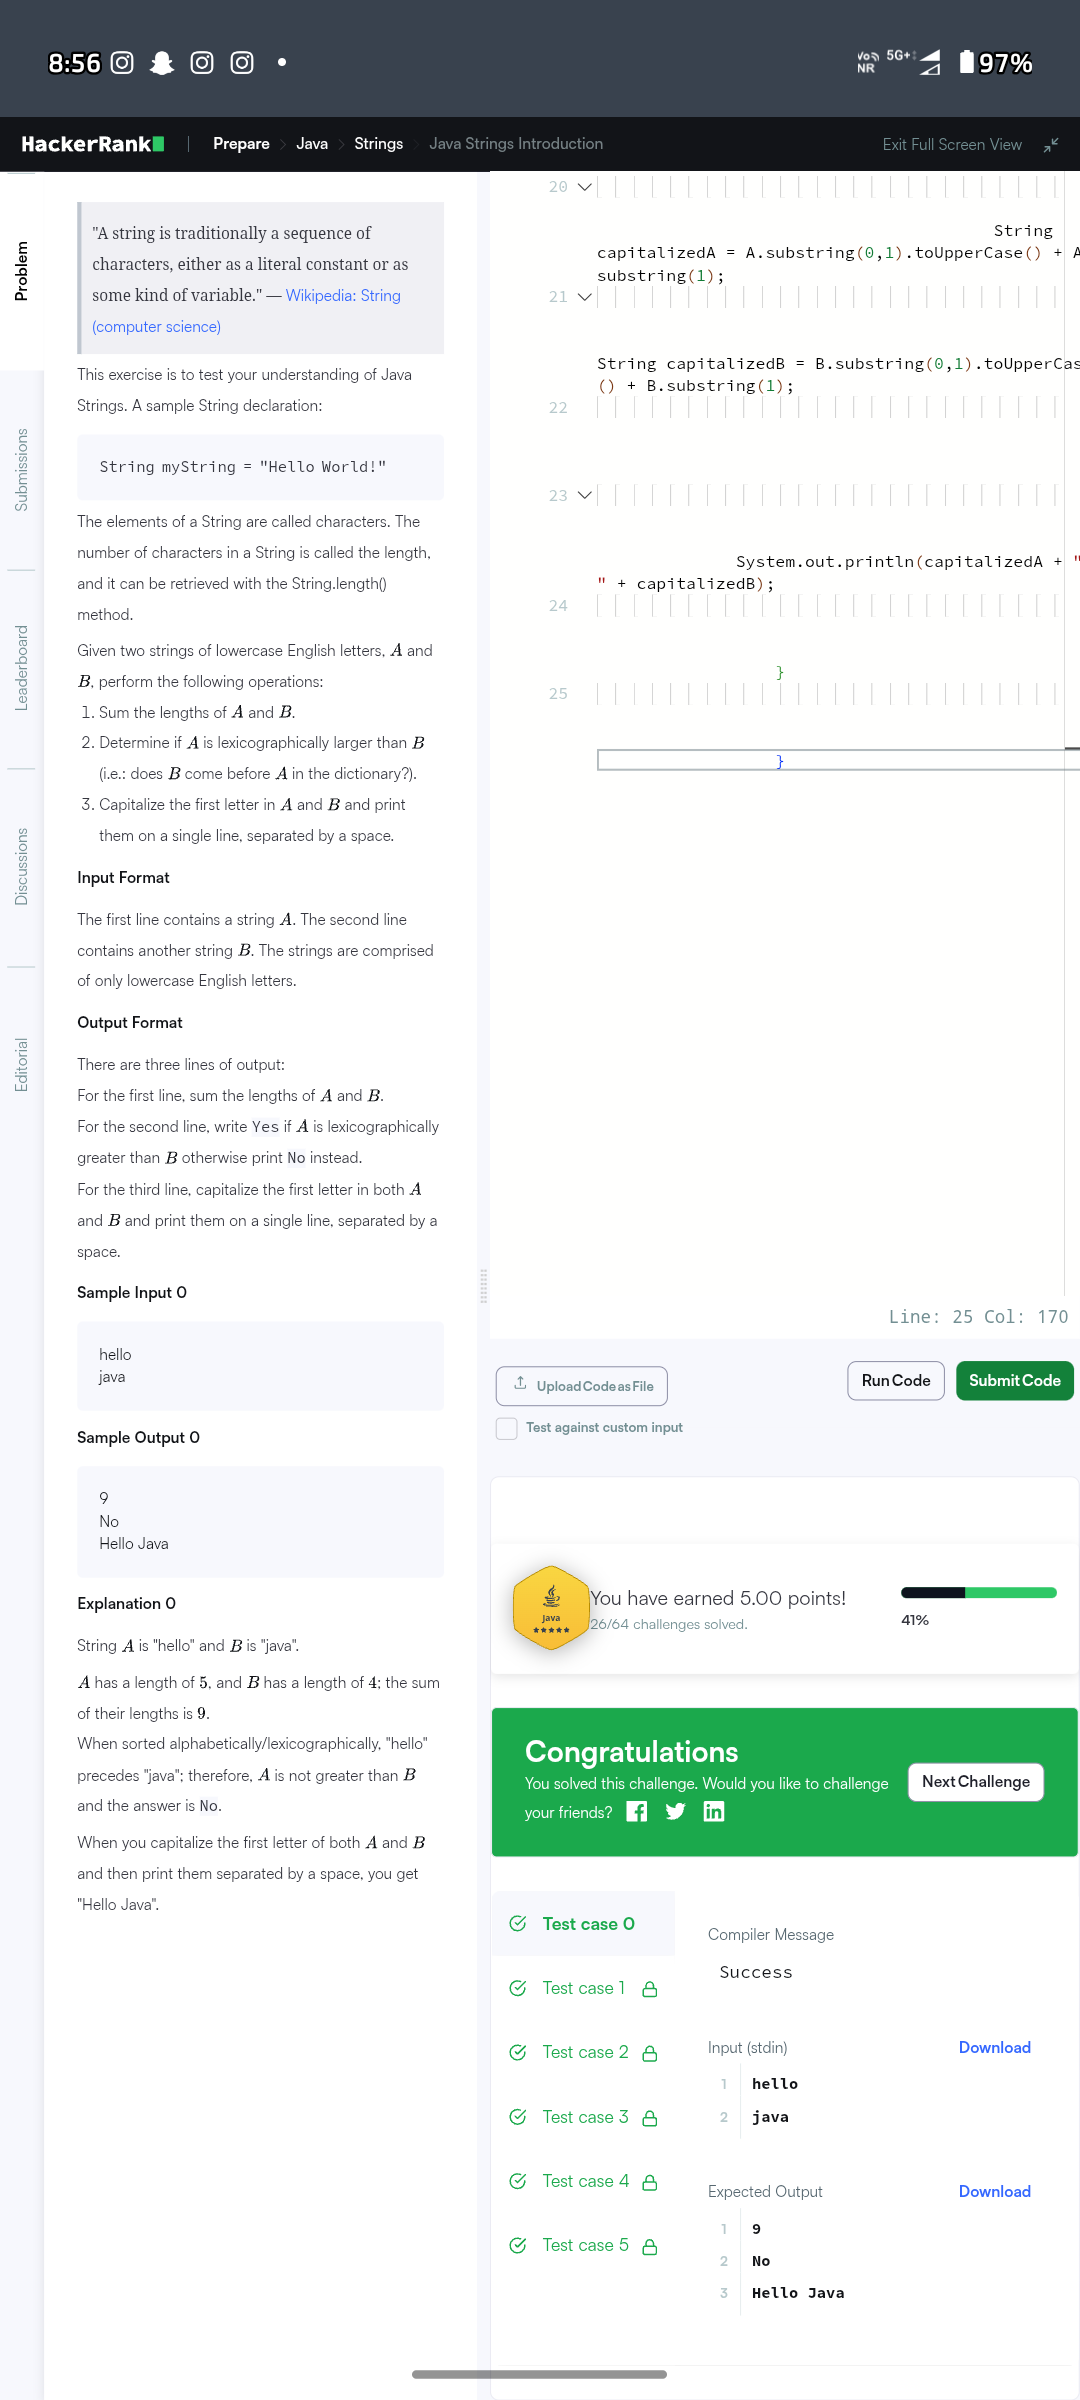 8:56
Vo NR 5G+ 97%
HackerRank | Prepare > Java > Strings > Java Strings Introduction
Exit Full Screen View
Problem
Submissions
Leaderboard
Discussions
Editorial
"A string is traditionally a sequence of
characters, either as a literal constant or as
some kind of variable." — Wikipedia: String
(computer science)
This exercise is to test your understanding of Java
Strings. A sample String declaration:
String myString = "Hello World!"
The elements of a String are called characters. The
number of characters in a String is called the length,
and it can be retrieved with the String.length()
method.
Given two strings of lowercase English letters, A and
B, perform the following operations:
1. Sum the lengths of A and B.
2. Determine if A is lexicographically larger than B
(i.e.: does B come before A in the dictionary?).
3. Capitalize the first letter in A and B and print
them on a single line, separated by a space.
Input Format
The first line contains a string A. The second line
contains another string B. The strings are comprised
of only lowercase English letters.
Output Format
There are three lines of output:
For the first line, sum the lengths of A and B.
For the second line, write Yes if A is lexicographically
greater than B otherwise print No instead.
For the third line, capitalize the first letter in both A
and B and print them on a single line, separated by a
space.
Sample Input 0
hello
java
Sample Output 0
9
No
Hello Java
Explanation 0
String A is "hello" and B is "java".
A has a length of 5, and B has a length of 4; the sum
of their lengths is 9.
When sorted alphabetically/lexicographically, "hello"
precedes "java"; therefore, A is not greater than B
and the answer is No.
When you capitalize the first letter of both A and B
and then print them separated by a space, you get
"Hello Java".
20
String
capitalizedA = A.substring(0,1).toUpperCase() + A
substring(1);
21
String capitalizedB = B.substring(0,1).toUpperCas
() + B.substring(1);
22
23
System.out.println(capitalizedA + "
" + capitalizedB);
24
}
25
}
Line: 25 Col: 170
Upload Code as File
Run Code
Submit Code
Test against custom input
Java
You have earned 5.00 points!
26/64 challenges solved.
41%
Congratulations
You solved this challenge. Would you like to challenge
your friends?
Next Challenge
Test case 0
Test case 1
Test case 2
Test case 3
Test case 4
Test case 5
Compiler Message
Success
Input (stdin)
Download
1 hello
2 java
Expected Output
Download
1 9
2 No
3 Hello Java